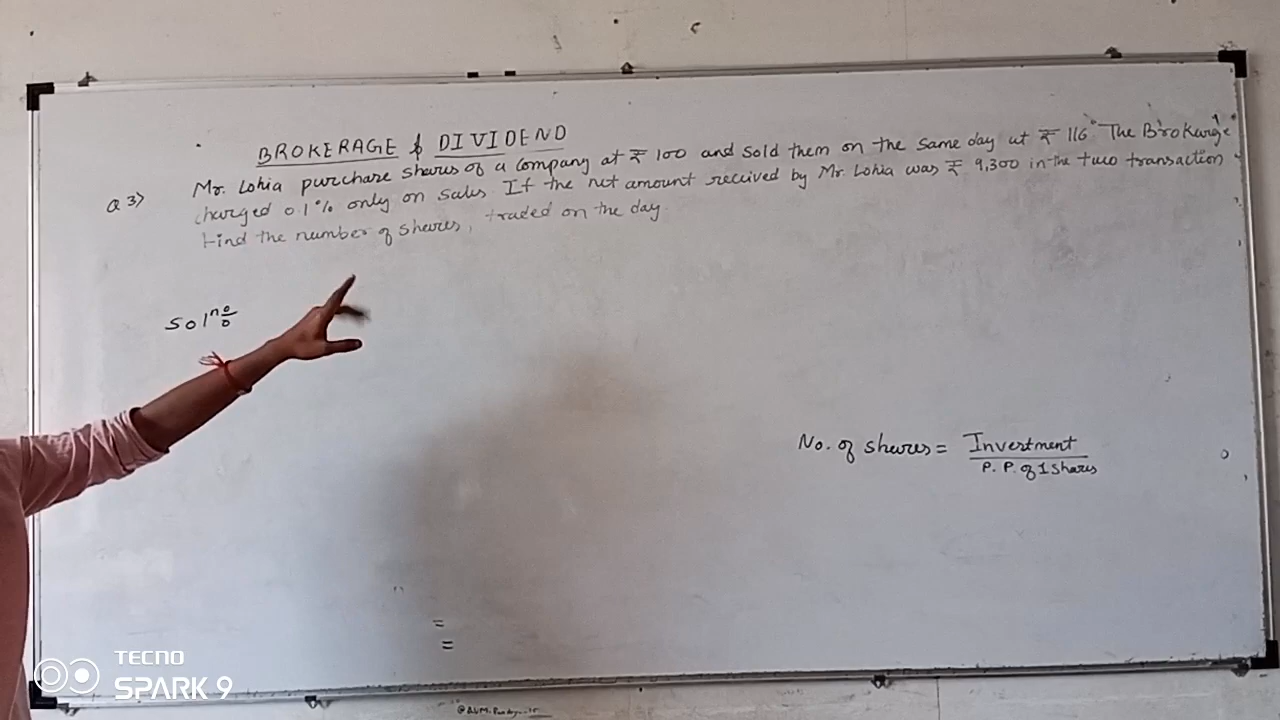 BROKERAGE & DIVIDEND
Q 3) Mr. Lohia purchase shares of a company at ₹ 100 and sold them on the same day at ₹ 116 The Brokerage
charged 0.1% only on sales If the net amount received by Mr. Lohia was ₹ 9,300 in the two transaction
Find the number of shares, traded on the day.
Solⁿ
No. of shares = Investment
P. P. of 1 shares
=
=
TECNO
SPARK 9